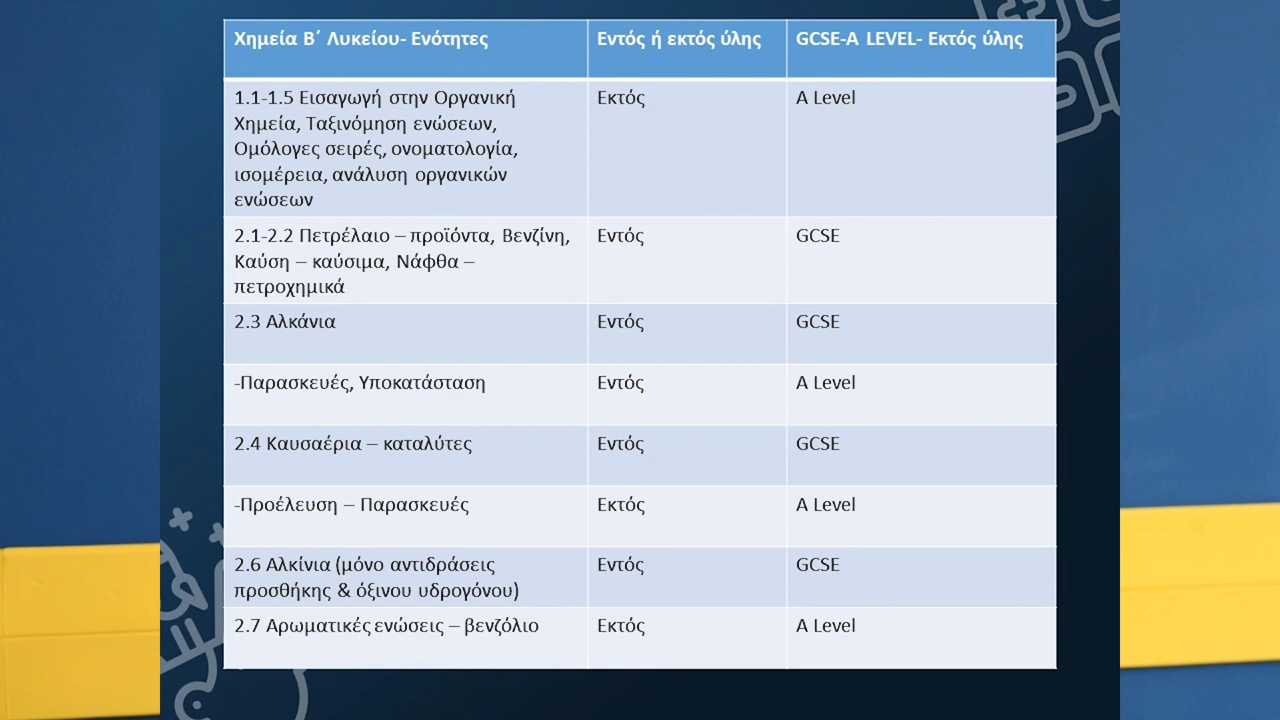 Χημεία Β΄ Λυκείου- Ενότητες
Εντός ή εκτός ύλης
GCSE-A LEVEL- Εκτός ύλης
1.1-1.5 Εισαγωγή στην Οργανική
Χημεία, Ταξινόμηση ενώσεων,
Ομόλογες σειρές, ονοματολογία,
ισομέρεια, ανάλυση οργανικών
ενώσεων
Εκτός
A Level
2.1-2.2 Πετρέλαιο – προϊόντα, Βενζίνη,
Καύση – καύσιμα, Νάφθα –
πετροχημικά
Εντός
GCSE
2.3 Αλκάνια
Εντός
GCSE
-Παρασκευές, Υποκατάσταση
Εντός
A Level
2.4 Καυσαέρια – καταλύτες
Εντός
GCSE
-Προέλευση – Παρασκευές
Εκτός
A Level
2.6 Αλκίνια (μόνο αντιδράσεις
προσθήκης & όξινου υδρογόνου)
Εντός
GCSE
2.7 Αρωματικές ενώσεις – βενζόλιο
Εκτός
A Level